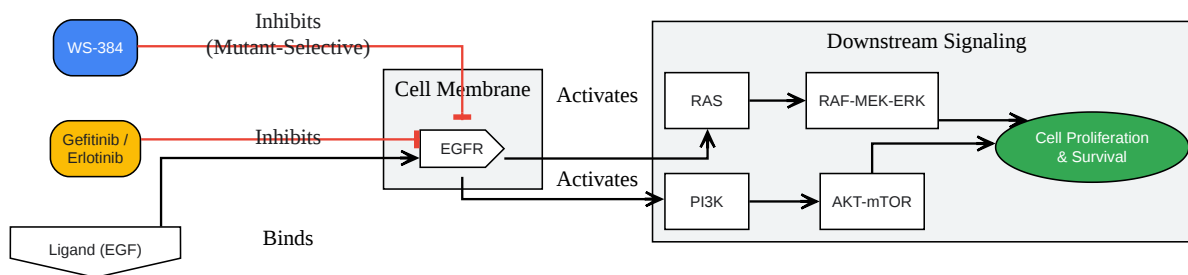 Inhibits
(Mutant-Selective)
WS-384
Downstream Signaling
Cell Membrane
Activates
RAS
RAF-MEK-ERK
Gefitinib /
Erlotinib
Inhibits
EGFR
Cell Proliferation
& Survival
Activates
PI3K
AKT-mTOR
Ligand (EGF)
Binds